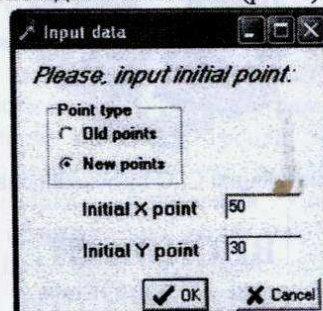 Input data
Please, input initial point:
Point type
Old points
New points
Initial X point 50
Initial Y point 30
OK Cancel